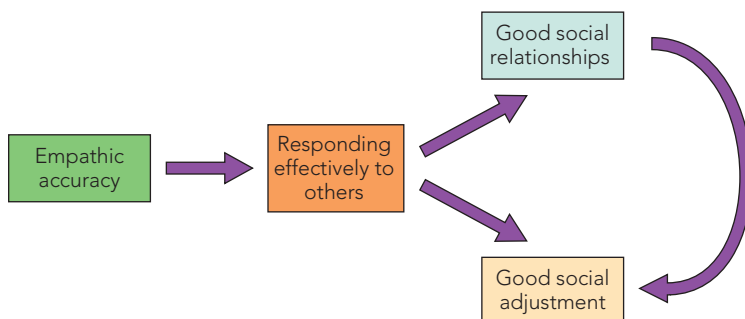 Good social
relationships
Empathic
accuracy
Responding
effectively to
others
Good social
adjustment